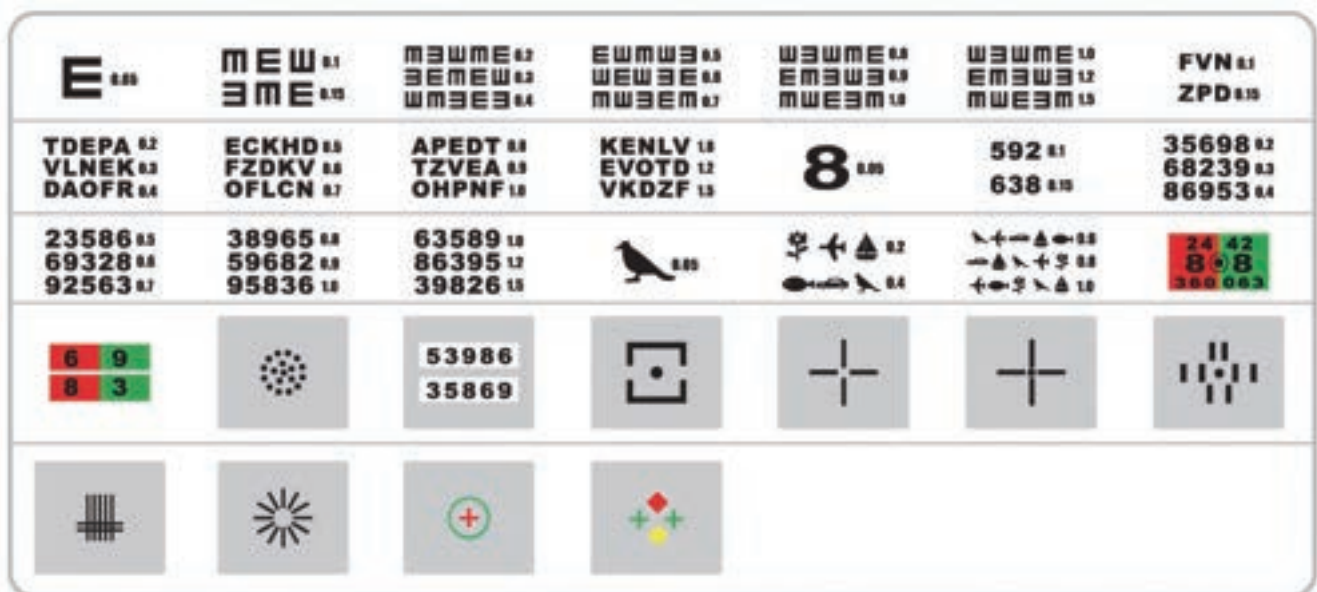 E 0.05
MEW 0.1
ƎME 0.15
MƎWME 0.2
ƎEMEW 0.3
WMƎEƎ 0.4
EWMWƎ 0.5
WEWƎE 0.6
MWƎEM 0.7
WƎWME 0.8
EMƎWƎ 0.9
MWEƎM 1.0
WƎWME 1.0
EMƎWƎ 1.2
MWEƎM 1.5
FVN 0.1
ZPD 0.15
TDEPA 0.2
VLNEK 0.3
DAOFR 0.4
ECKHD 0.5
FZDKV 0.6
OFLCN 0.7
APEDT 0.8
TZVEA 0.9
OHPNF 1.0
KENLV 1.0
EVOTD 1.2
VKDZF 1.5
8 0.05
592 0.1
638 0.15
35698 0.2
68239 0.3
86953 0.4
23586 0.5
69328 0.6
92563 0.7
38965 0.8
59682 0.9
95836 1.0
63589 1.0
86395 1.2
39826 1.5
0.05
0.2
0.4
0.6
0.8
1.0
24 42
8 8
360 063
6 9
8 3
53986
35869